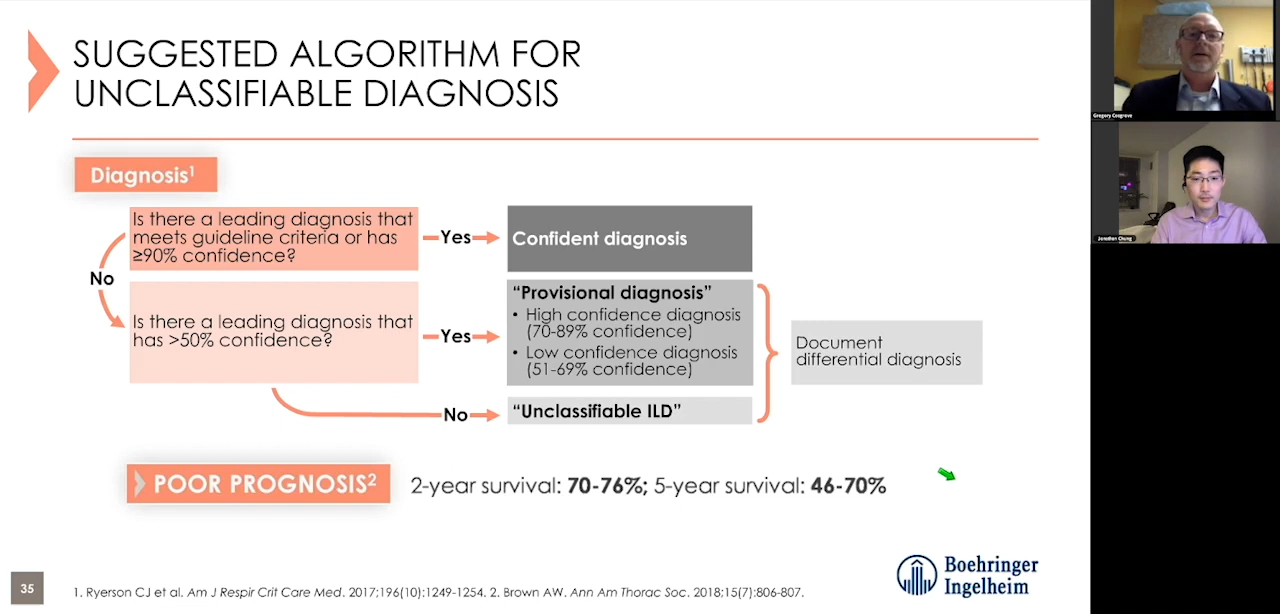 SUGGESTED ALGORITHM FOR
UNCLASSIFIABLE DIAGNOSIS
Diagnosis1
Is there a leading diagnosis that
meets guideline criteria or has
≥90% confidence?
Yes
Confident diagnosis
No
Is there a leading diagnosis that
has >50% confidence?
Yes
“Provisional diagnosis”
• High confidence diagnosis
(70-89% confidence)
• Low confidence diagnosis
(51-69% confidence)
Document
differential diagnosis
No
“Unclassifiable ILD”
POOR PROGNOSIS2
2-year survival: 70-76%; 5-year survival: 46-70%
Boehringer
Ingelheim
35
1. Ryerson CJ et al. Am J Respir Crit Care Med. 2017;196(10):1249-1254. 2. Brown AW. Ann Am Thorac Soc. 2018;15(7):806-807.
Gregory Cosgrove
Jonathan Chung